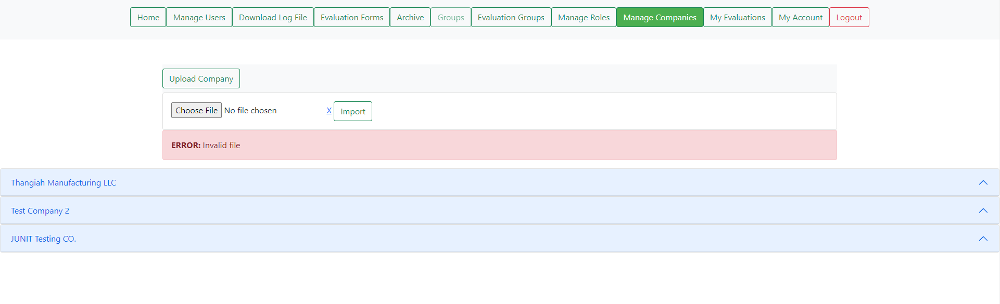 Home Manage Users Download Log File Evaluation Forms Archive Groups Evaluation Groups Manage Roles Manage Companies My Evaluations My Account Logout
Upload Company
Choose File No file chosen X Import
ERROR: Invalid file
Thangiah Manufacturing LLC
Test Company 2
JUNIT Testing CO.